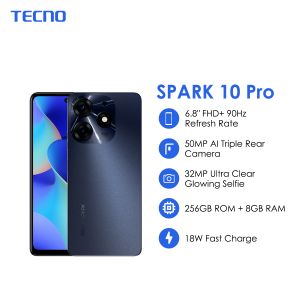 TECNO
SPARK 10 Pro
6.8" FHD+ 90Hz
Refresh Rate
50MP AI Triple Rear
Camera
32MP Ultra Clear
Glowing Selfie
256GB ROM + 8GB RAM
18W Fast Charge